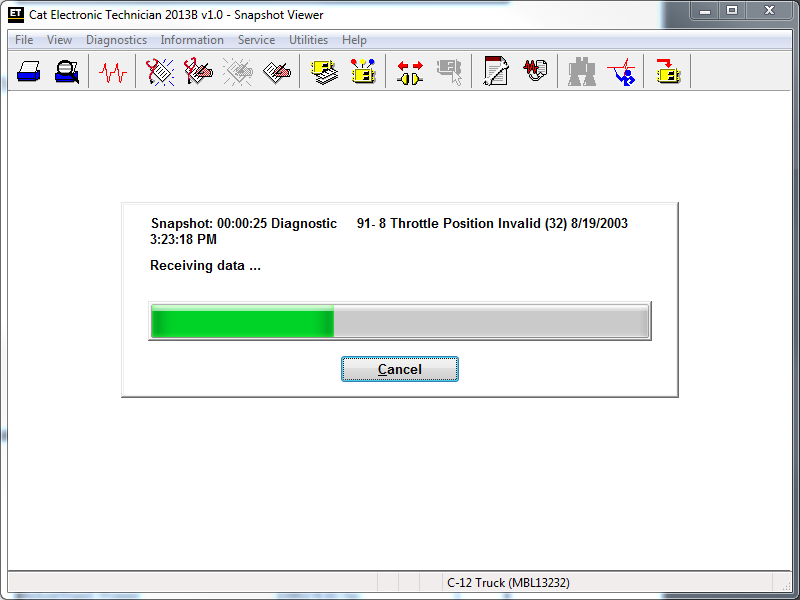 ET Cat Electronic Technician 2013B v1.0 - Snapshot Viewer
File View Diagnostics Information Service Utilities Help
Snapshot: 00:00:25 Diagnostic 91- 8 Throttle Position Invalid (32) 8/19/2003
3:23:18 PM
Receiving data ...
Cancel
C-12 Truck (MBL13232)